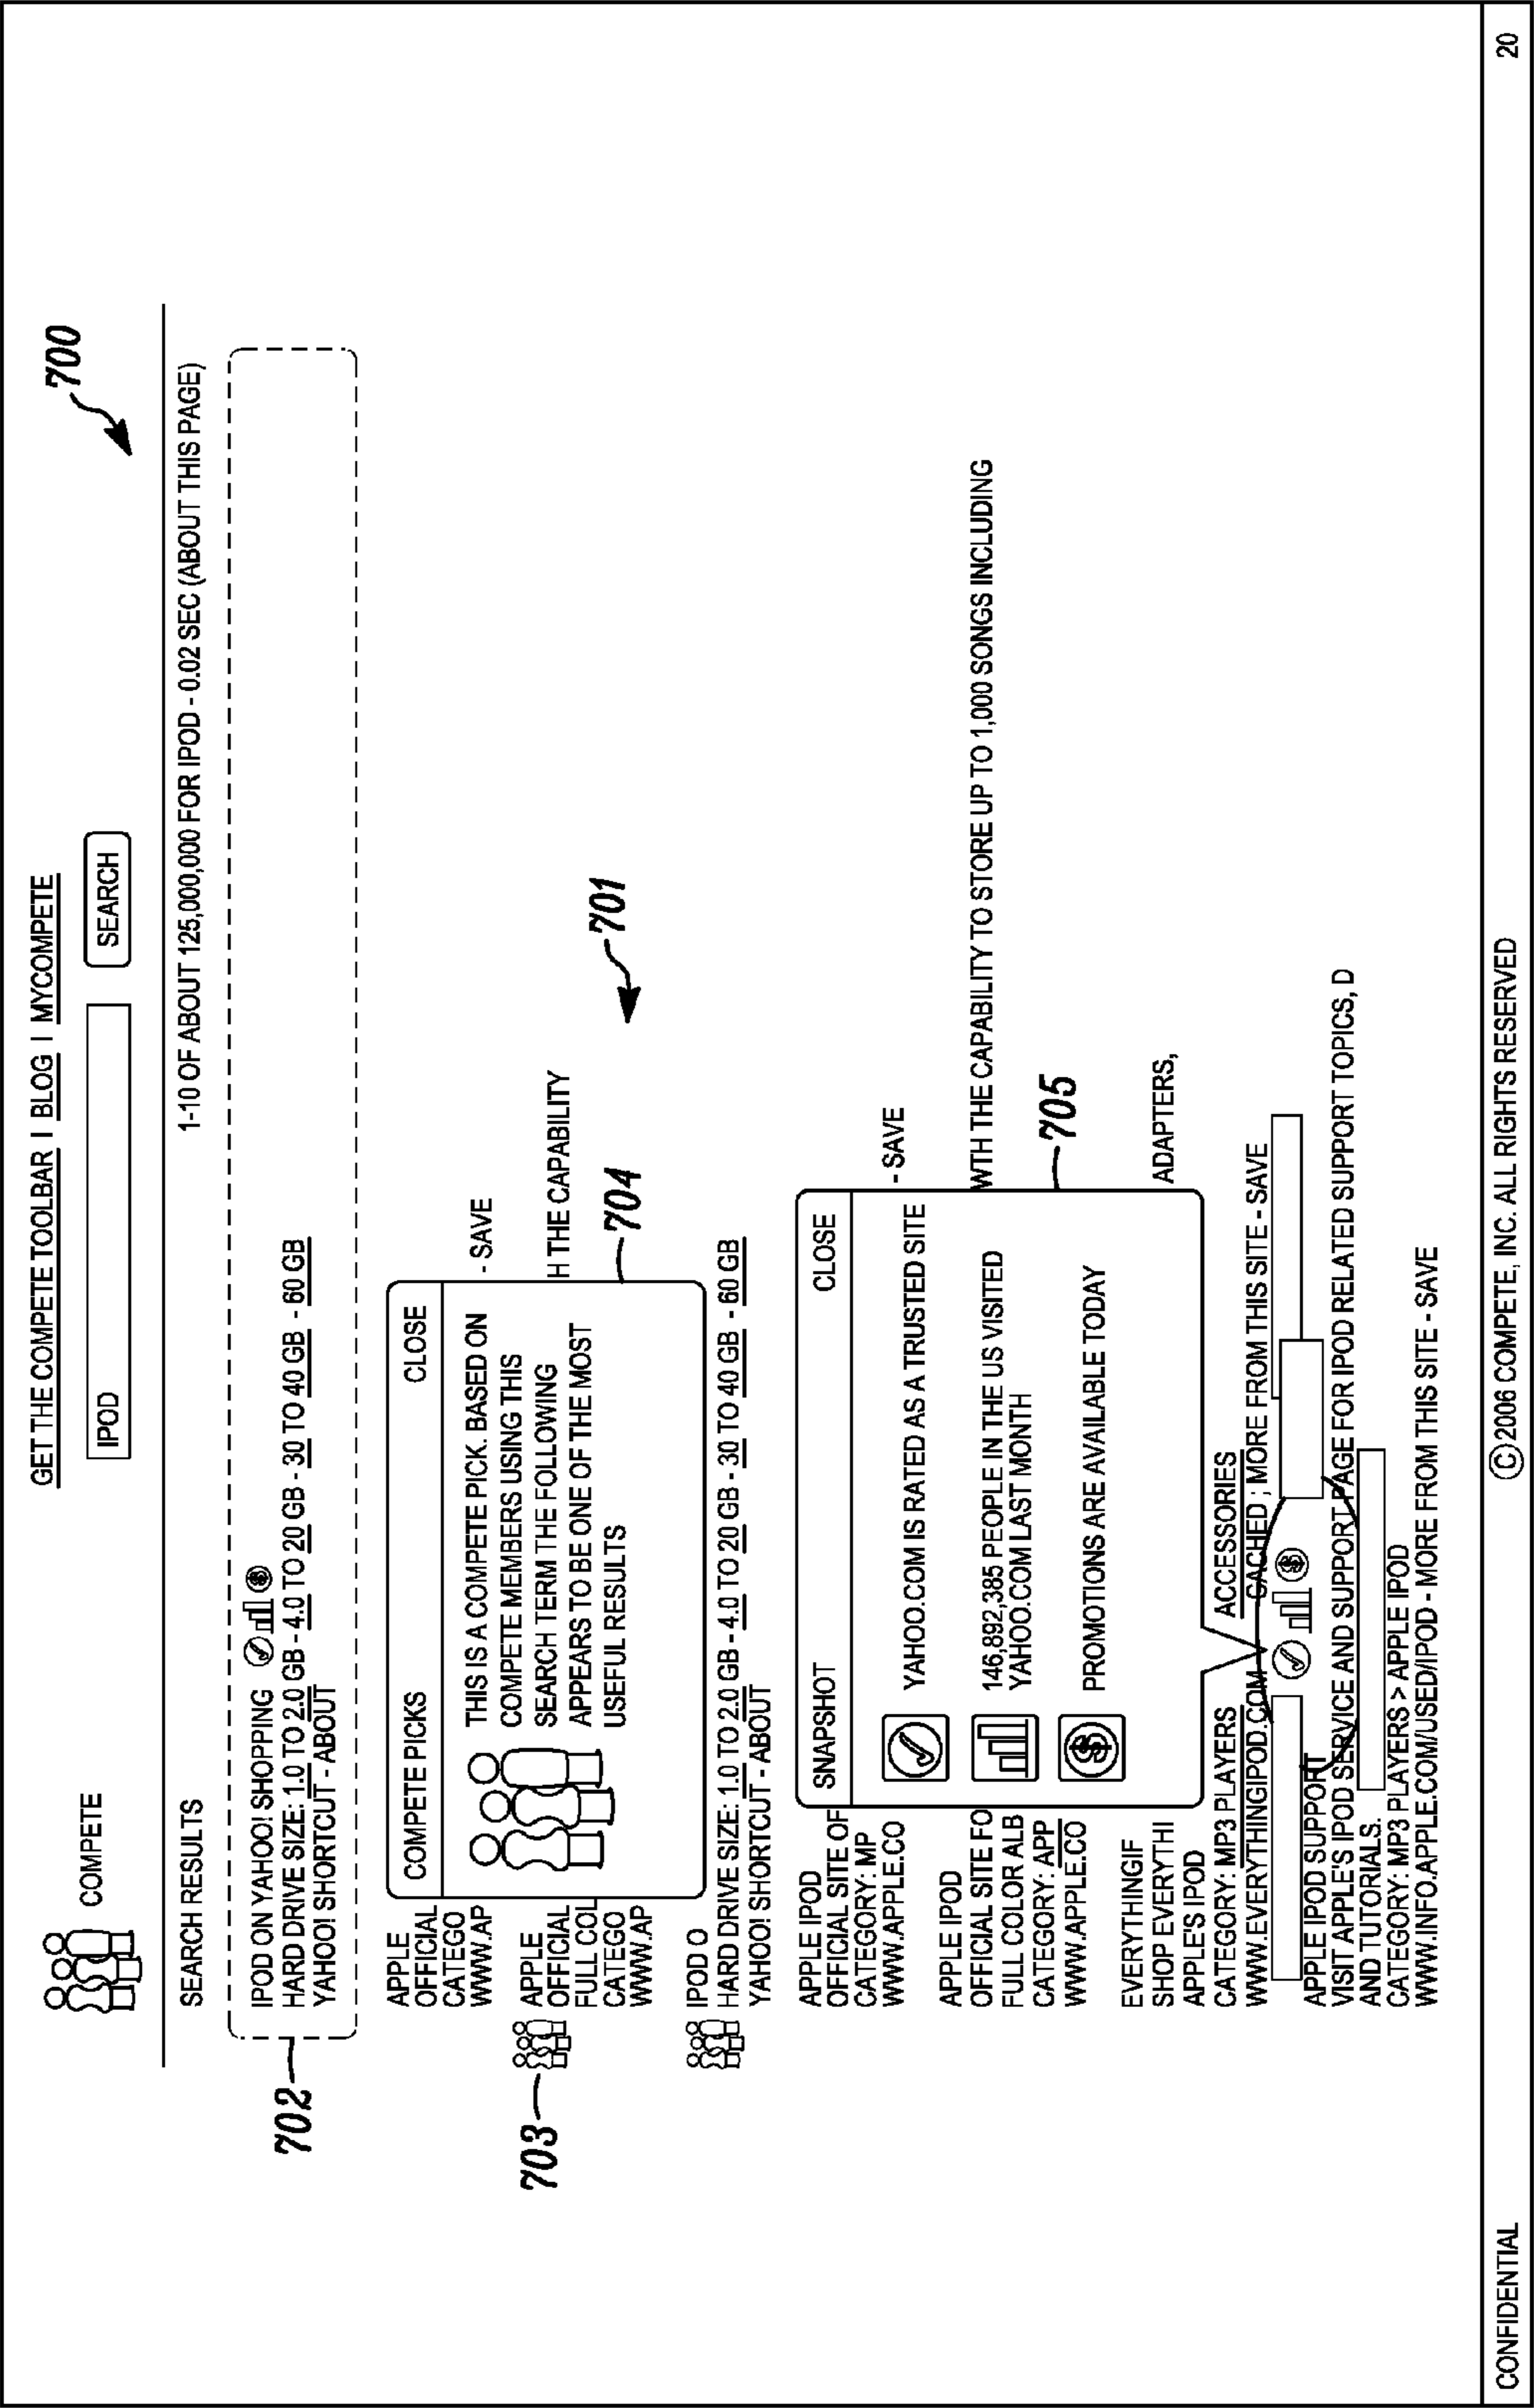 GET THE COMPETE TOOLBAR | BLOG | MYCOMPETE
COMPETE
IPOD
SEARCH
700
SEARCH RESULTS
1-10 OF ABOUT 125,000,000 FOR IPOD - 0.02 SEC (ABOUT THIS PAGE)
702
IPOD ON YAHOO! SHOPPING
HARD DRIVE SIZE: 1.0 TO 2.0 GB - 4.0 TO 20 GB - 30 TO 40 GB - 60 GB
YAHOO! SHORTCUT - ABOUT
APPLE
OFFICIAL
CATEGO
WWW.AP
- SAVE
COMPETE PICKS
CLOSE
THIS IS A COMPETE PICK. BASED ON
COMPETE MEMBERS USING THIS
SEARCH TERM THE FOLLOWING
APPEARS TO BE ONE OF THE MOST
USEFUL RESULTS
703
APPLE
OFFICIAL
H THE CAPABILITY
FULL COL
CATEGO
WWW.AP
701
704
IPOD O
HARD DRIVE SIZE: 1.0 TO 2.0 GB - 4.0 TO 20 GB - 30 TO 40 GB - 60 GB
YAHOO! SHORTCUT - ABOUT
APPLE IPOD
OFFICIAL SITE OF
CATEGORY: MP
WWW.APPLE.CO
- SAVE
SNAPSHOT
CLOSE
YAHOO.COM IS RATED AS A TRUSTED SITE
146,892,385 PEOPLE IN THE US VISITED
YAHOO.COM LAST MONTH
PROMOTIONS ARE AVAILABLE TODAY
APPLE IPOD
OFFICIAL SITE FO
WTH THE CAPABILITY TO STORE UP TO 1,000 SONGS INCLUDING
FULL COLOR ALB
CATEGORY: APP
WWW.APPLE.CO
705
EVERYTHINGIF
SHOP EVERYTHI
ADAPTERS,
APPLE'S IPOD
CATEGORY: MP3 PLAYERS ACCESSORIES
WWW.EVERYTHINGIPOD.COM CACHED ; MORE FROM THIS SITE - SAVE
APPLE IPOD SUPPORT
VISIT APPLE'S IPOD SERVICE AND SUPPORT PAGE FOR IPOD RELATED SUPPORT TOPICS, D
AND TUTORIALS.
CATEGORY: MP3 PLAYERS > APPLE IPOD
WWW.INFO.APPLE.COM/USED/IPOD - MORE FROM THIS SITE - SAVE
CONFIDENTIAL
©2006 COMPETE, INC. ALL RIGHTS RESERVED
20